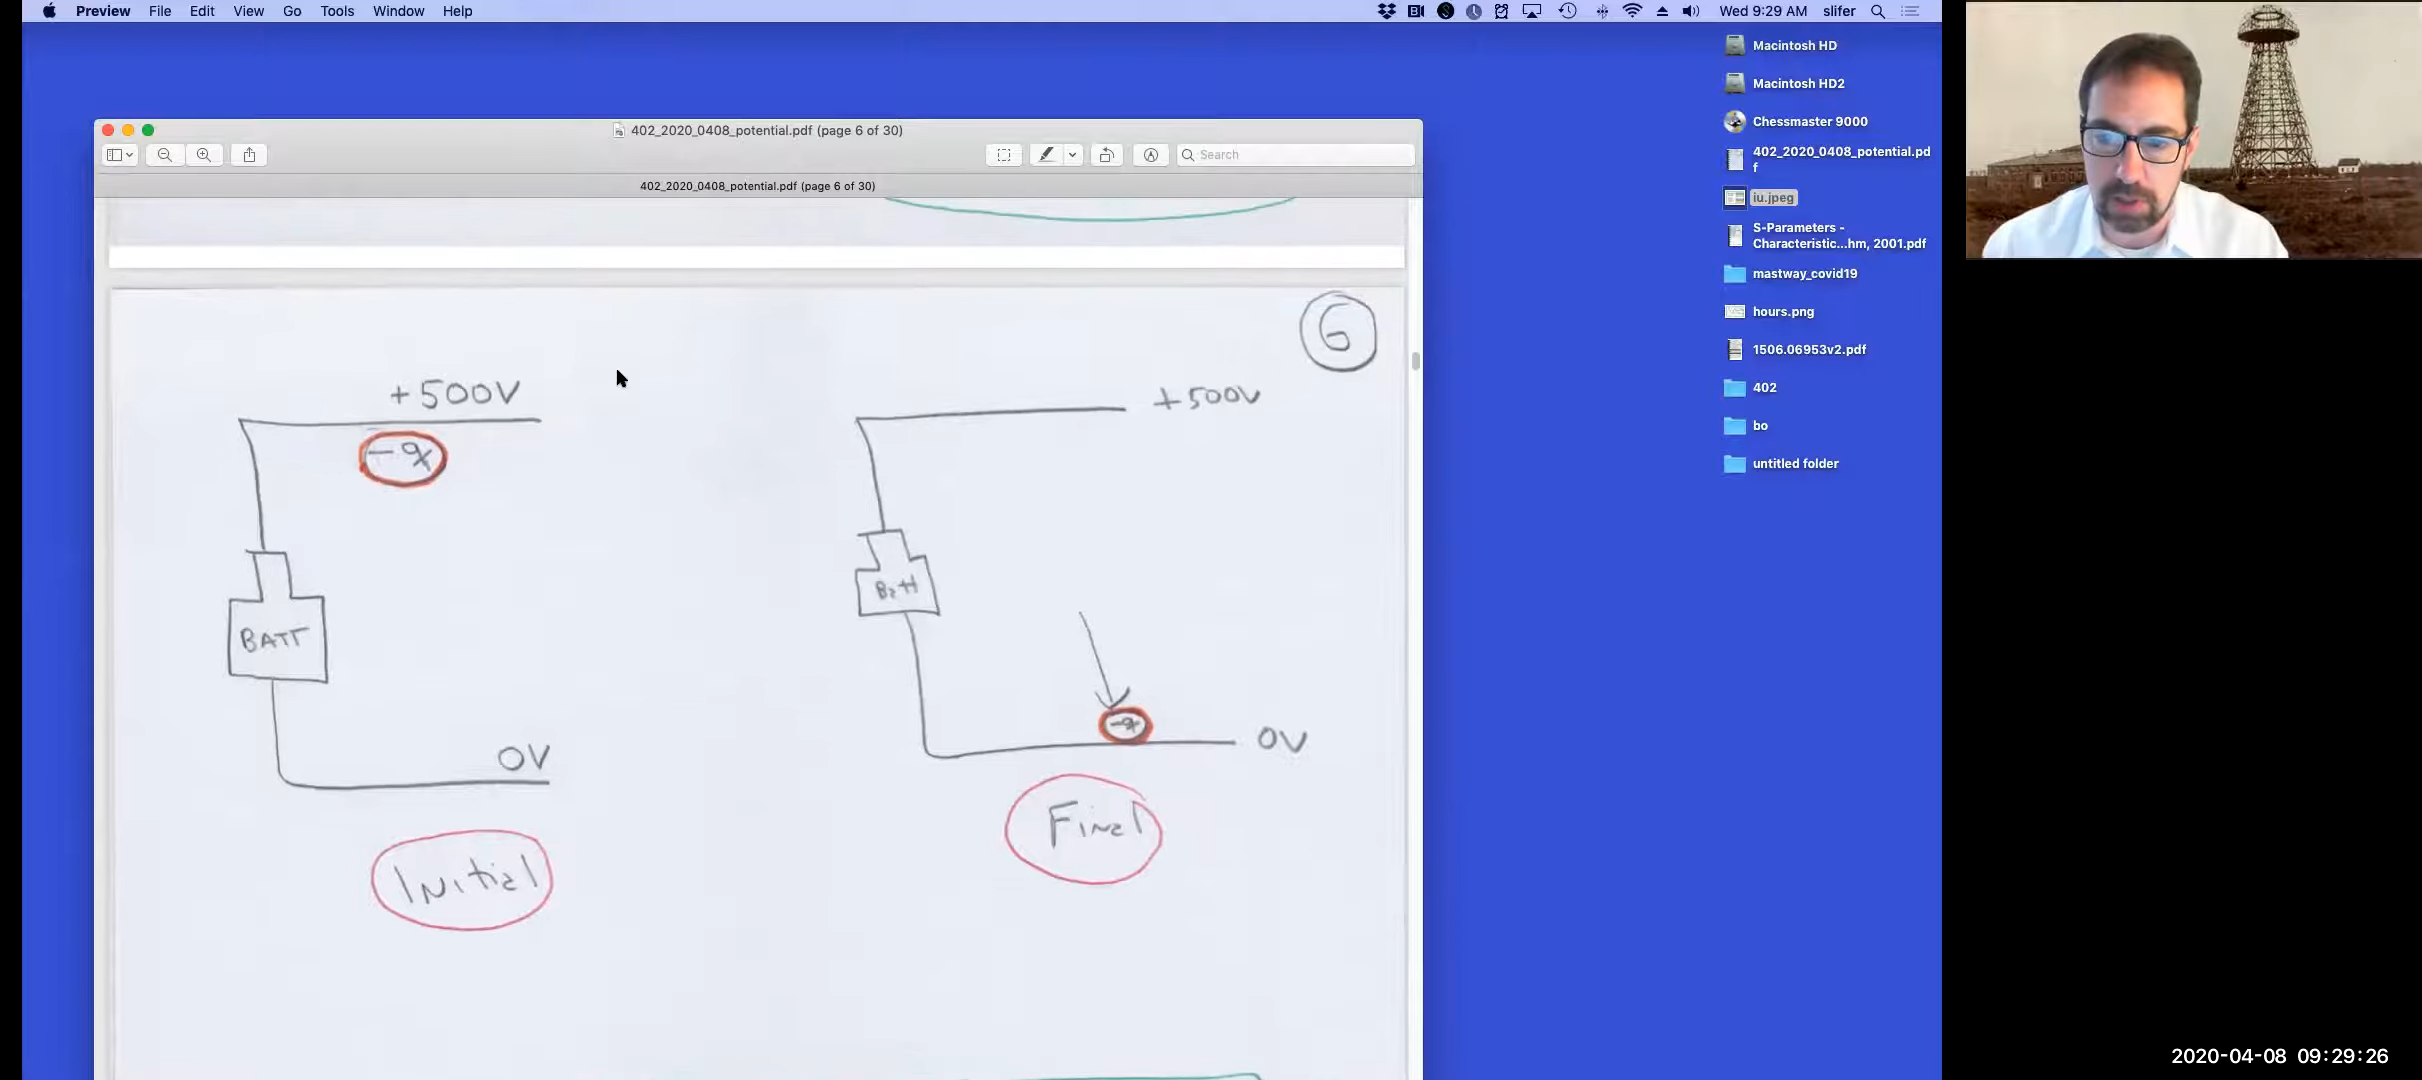 Preview File Edit View Go Tools Window Help
Wed 9:29 AM slifer
Macintosh HD
Macintosh HD2
Chessmaster 9000
402_2020_0408_potential.pd
f
iu.jpeg
S-Parameters -
Characteristic...hm, 2001.pdf
mastway_covid19
hours.png
1506.06953v2.pdf
402
bo
untitled folder
402_2020_0408_potential.pdf (page 6 of 30)
Search
402_2020_0408_potential.pdf (page 6 of 30)
6
+500V
-q
BATT
0V
Initial
+500V
Batt
-q
0V
Final
2020-04-08 09:29:26